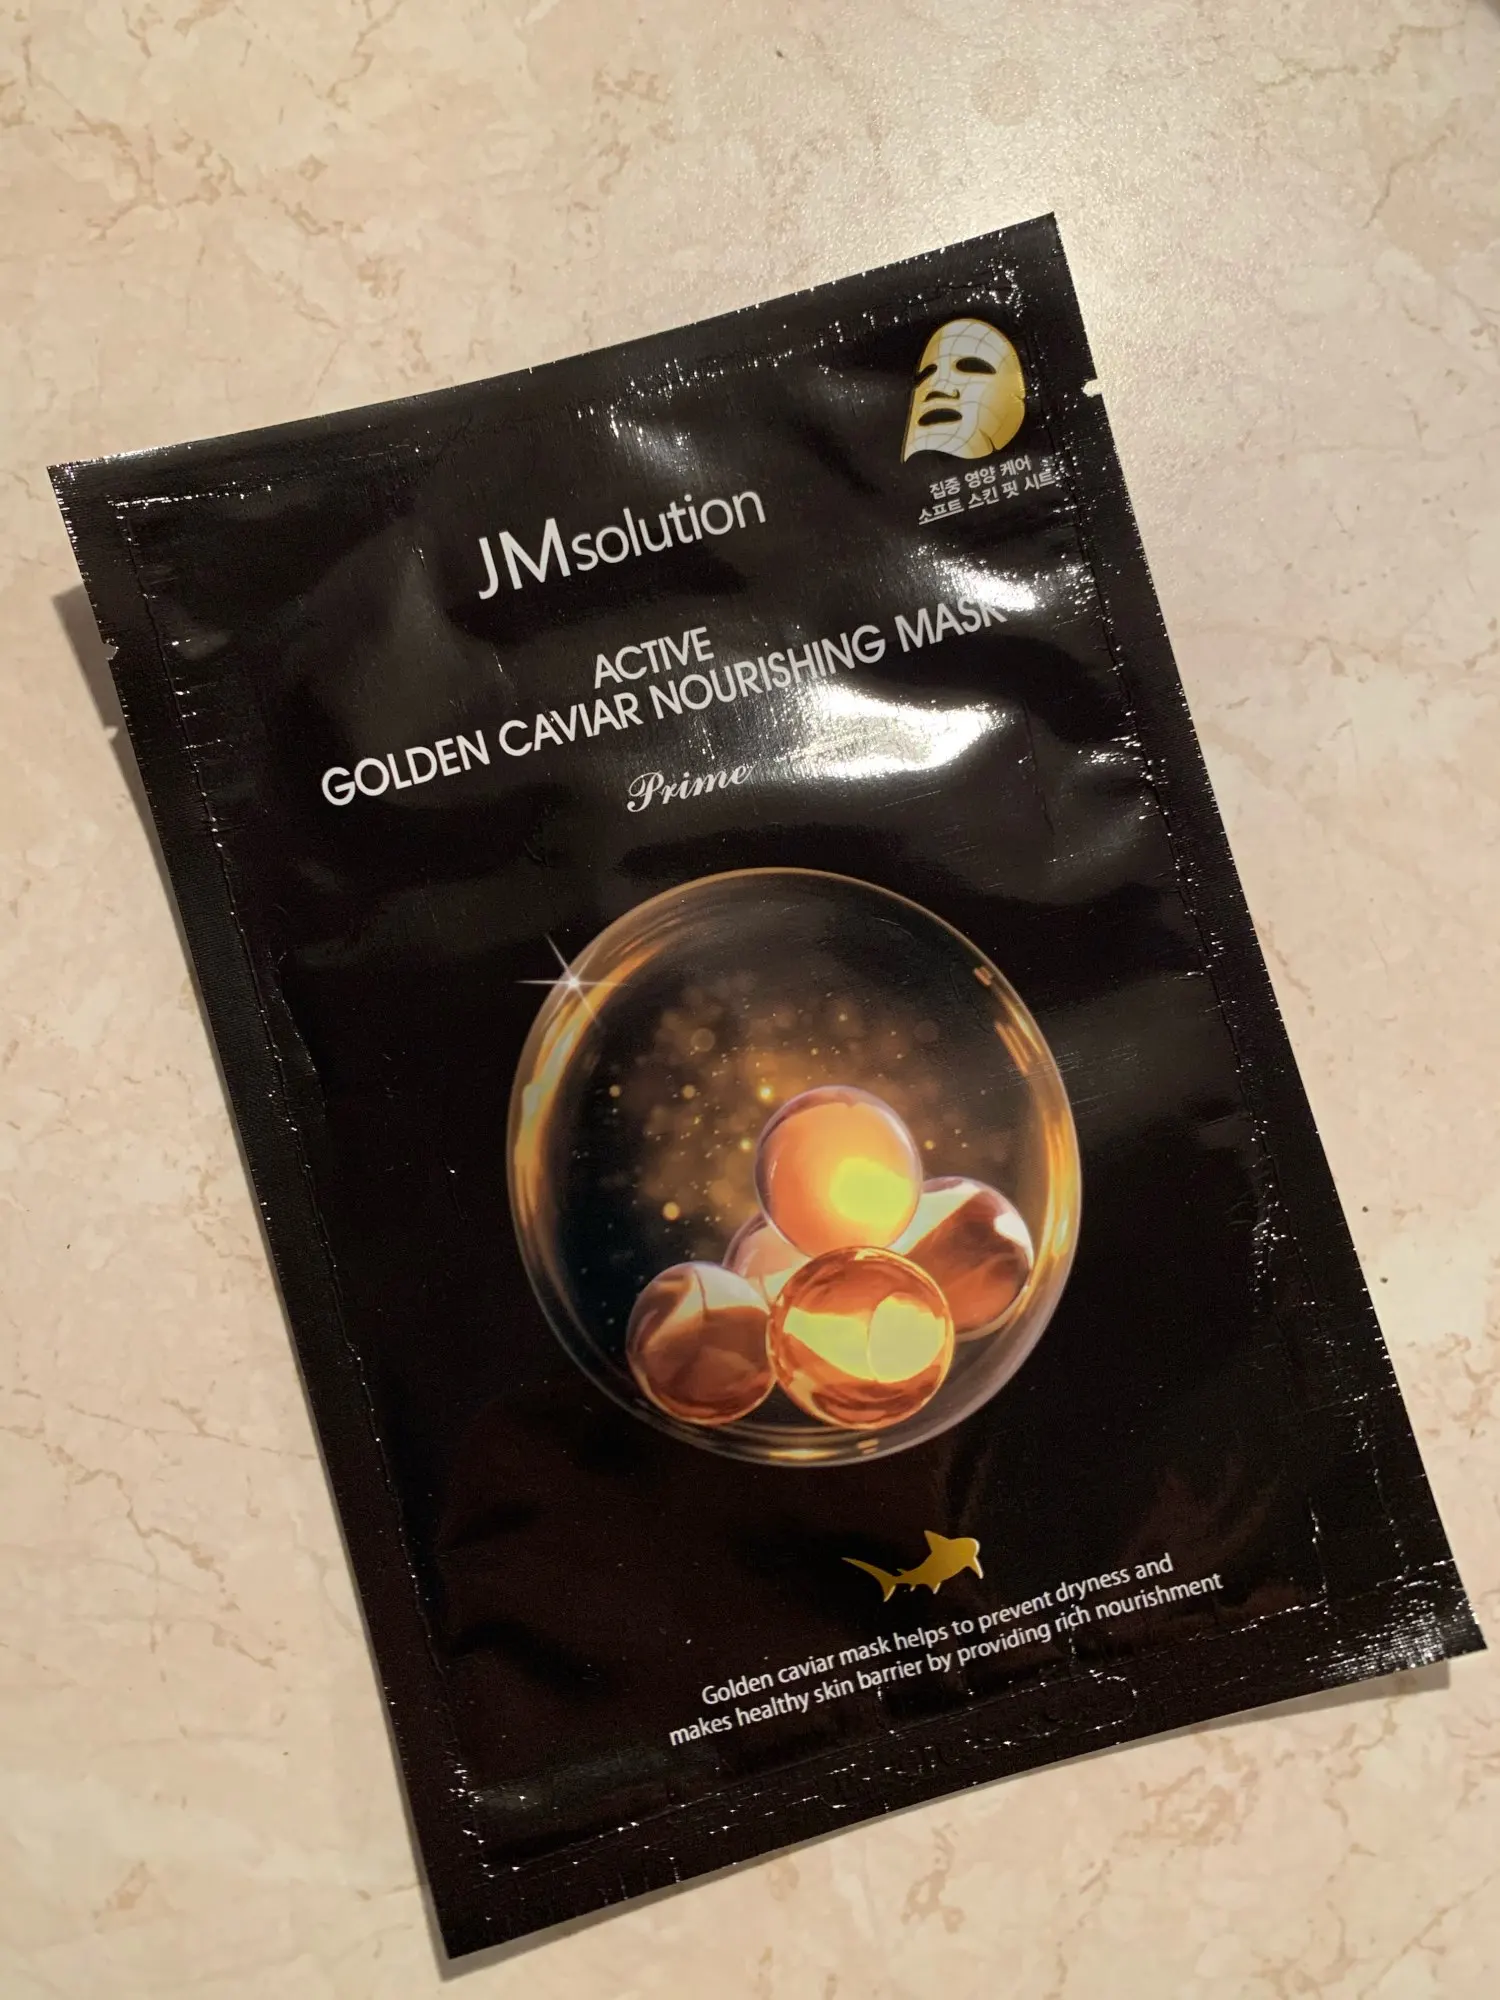 집중 영양 케어
소프트 스킨 핏 시트
JMsolution
ACTIVE
GOLDEN CAVIAR NOURISHING MASK
Prime
Golden caviar mask helps to prevent dryness and
makes healthy skin barrier by providing rich nourishment